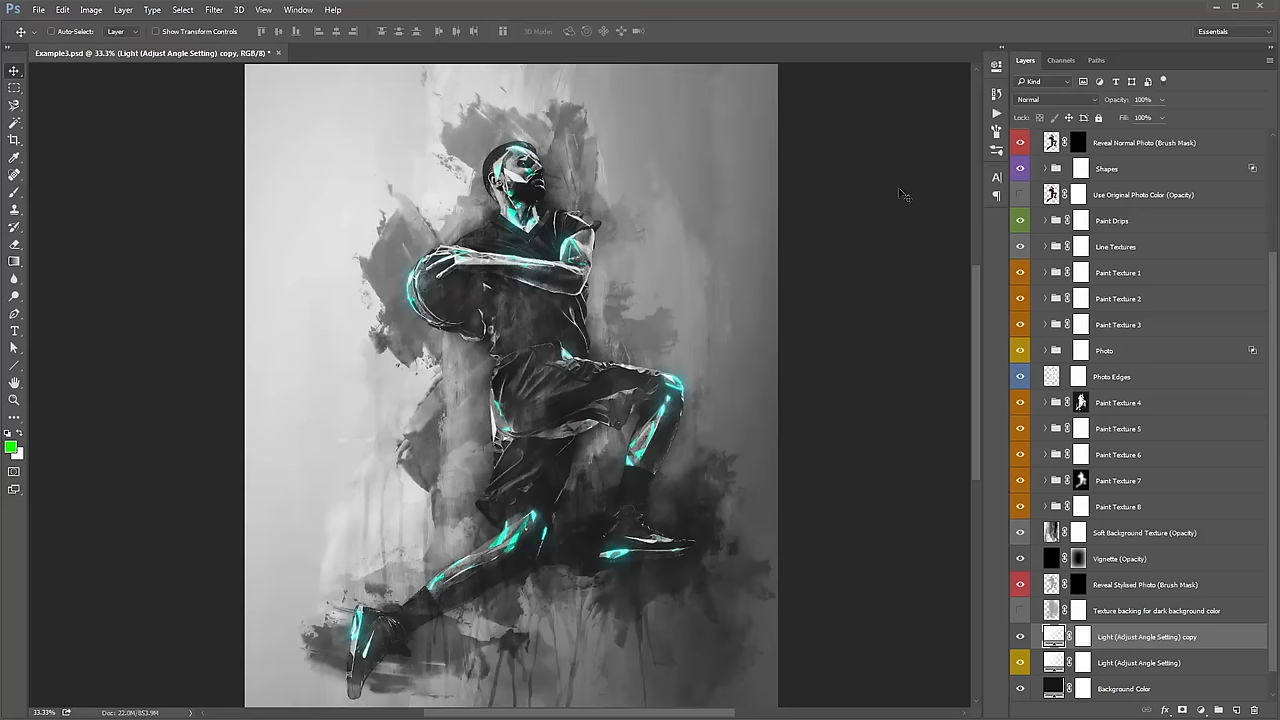 Ps File Edit Image Layer Type Select Filter 3D View Window Help
Auto-Select: Layer Show Transform Controls 3D Mode: Essentials
Example3.psd @ 33.3% (Light (Adjust Angle Setting) copy, RGB/8) * ×
Layers Channels Paths
Kind
Normal Opacity: 100%
Lock: Fill: 100%
Reveal Normal Photo (Brush Mask)
Shapes
Use Original Photo Color (Opacity)
Paint Drips
Line Textures
Paint Texture 1
Paint Texture 2
Paint Texture 3
Photo
Photo Edges
Paint Texture 4
Paint Texture 5
Paint Texture 6
Paint Texture 7
Paint Texture 8
Soft Background Texture (Opacity)
Vignette (Opacity)
Reveal Stylised Photo (Brush Mask)
Texture backing for dark background color
Light (Adjust Angle Setting) copy
Light (Adjust Angle Setting)
Background Color
33.33% Doc: 22.0M/853.9M